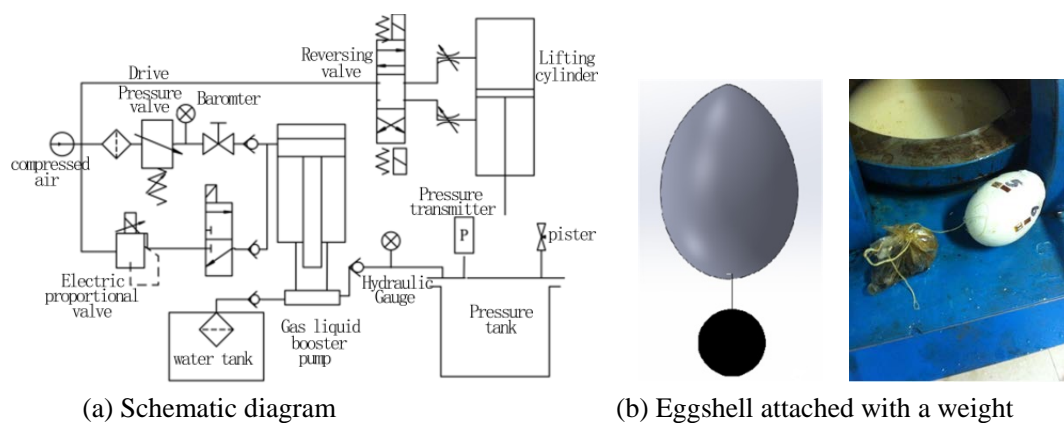 Reversing
valve
Lifting
cylinder
Drive
Pressure
valve
Baromter
compressed
air
Pressure
transmitter
P
pister
Electric
proportional
valve
Hydraulic
Gauge
Pressure
tank
Gas liquid
booster
pump
water tank
(a) Schematic diagram
(b) Eggshell attached with a weight